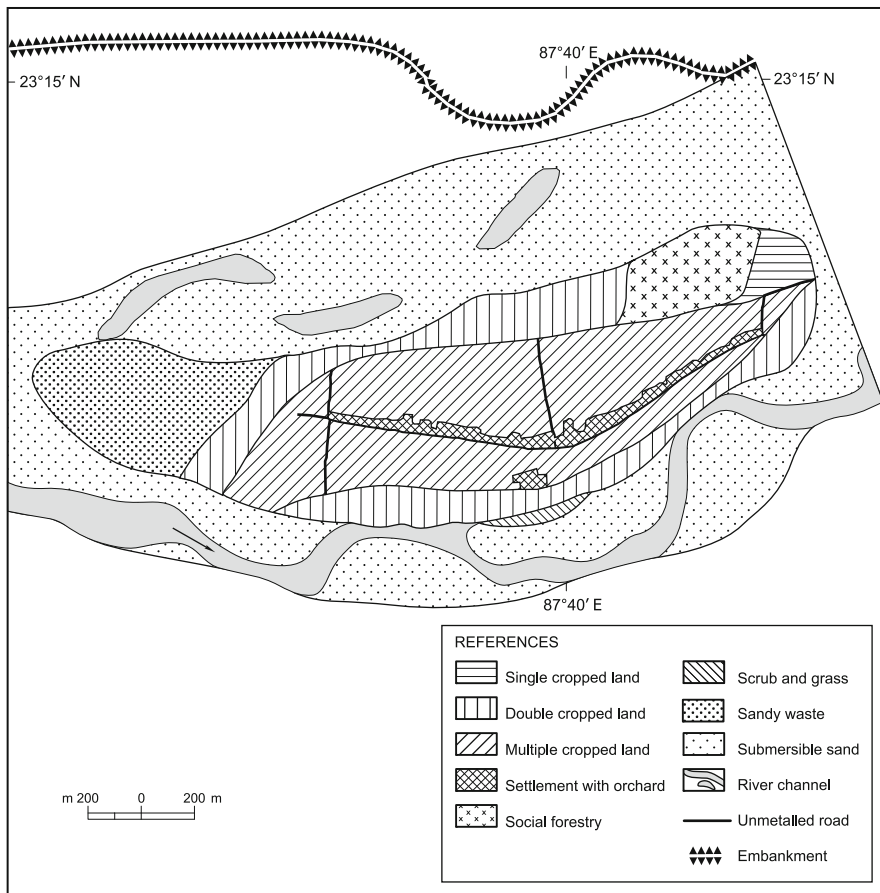 87°40′ E
23°15′ N
23°15′ N
87°40′ E
REFERENCES
Single cropped land
Double cropped land
Multiple cropped land
Settlement with orchard
Social forestry
Scrub and grass
Sandy waste
Submersible sand
River channel
Unmetalled road
Embankment
m 200 0 200 m